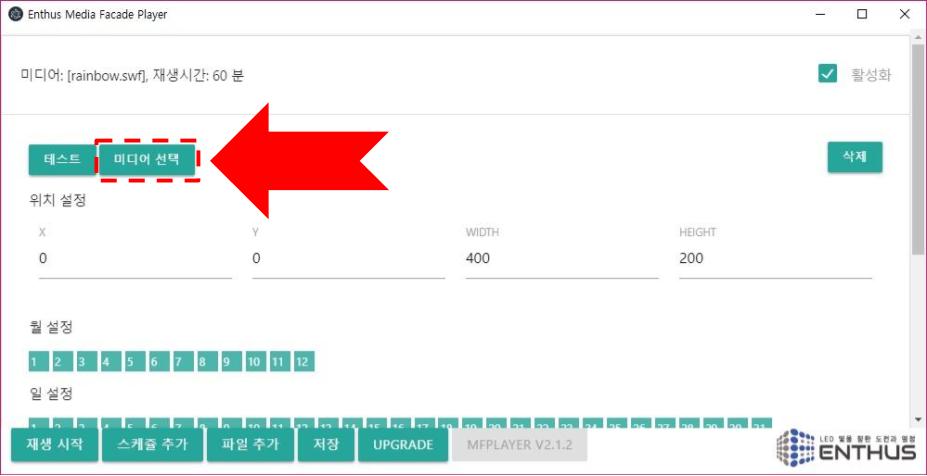 Enthus Media Facade Player
미디어: [rainbow.swf], 재생시간: 60 분
활성화
테스트 미디어 선택 삭제
위치 설정
X Y WIDTH HEIGHT
0 0 400 200
월 설정
1 2 3 4 5 6 7 8 9 10 11 12
일 설정
1 2 3 4 5 6 7 8 9 10 11 12 13 14 15 16 17 18 19 20 21 22 23 24 25 26 27 28 29 30 31
재생 시작 스케쥴 추가 파일 추가 저장 UPGRADE MFPLAYER V2.1.2
LED 빛을 향한 도전과 열정
ENTHUS